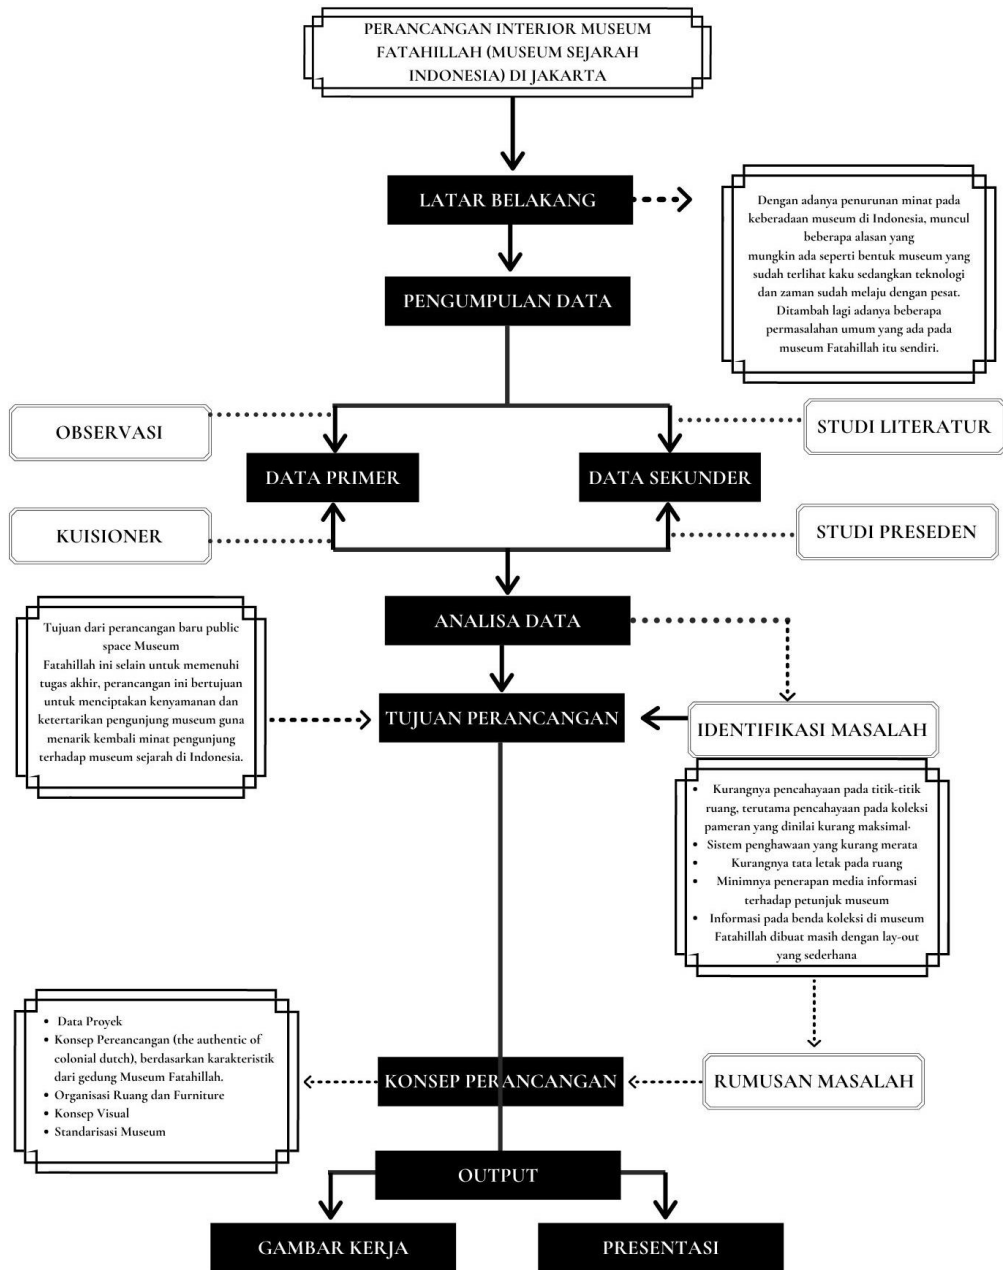 PERANCANGAN INTERIOR MUSEUM
FATAHILLAH (MUSEUM SEJARAH
INDONESIA) DI JAKARTA
LATAR BELAKANG
Dengan adanya penurunan minat pada
keberadaan museum di Indonesia, muncul
beberapa alasan yang
mungkin ada seperti bentuk museum yang
sudah terlihat kaku sedangkan teknologi
dan zaman sudah melaju dengan pesat.
Ditambah lagi adanya beberapa
permasalahan umum yang ada pada
museum Fatahillah itu sendiri.
PENGUMPULAN DATA
OBSERVASI
STUDI LITERATUR
DATA PRIMER
DATA SEKUNDER
KUISIONER
STUDI PRESEDEN
ANALISA DATA
Tujuan dari perancangan baru public
space Museum
Fatahillah ini selain untuk memenuhi
tugas akhir, perancangan ini bertujuan
untuk menciptakan kenyamanan dan
ketertarikan pengunjung museum guna
menarik kembali minat pengunjung
terhadap museum sejarah di Indonesia.
TUJUAN PERANCANGAN
IDENTIFIKASI MASALAH
• Kurangnya pencahayaan pada titik-titik
ruang, terutama pencahayaan pada koleksi
pameran yang dinilai kurang maksimal.
• Sistem penghawaan yang kurang merata
• Kurangnya tata letak pada ruang
• Minimnya penerapan media informasi
terhadap petunjuk museum
• Informasi pada benda koleksi di museum
Fatahillah dibuat masih dengan lay-out
yang sederhana
• Data Proyek
• Konsep Pereancangan (the authentic of
colonial dutch), berdasarkan karakteristik
dari gedung Museum Fatahillah.
• Organisasi Ruang dan Furniture
• Konsep Visual
• Standarisasi Museum
KONSEP PERANCANGAN
RUMUSAN MASALAH
OUTPUT
GAMBAR KERJA
PRESENTASI